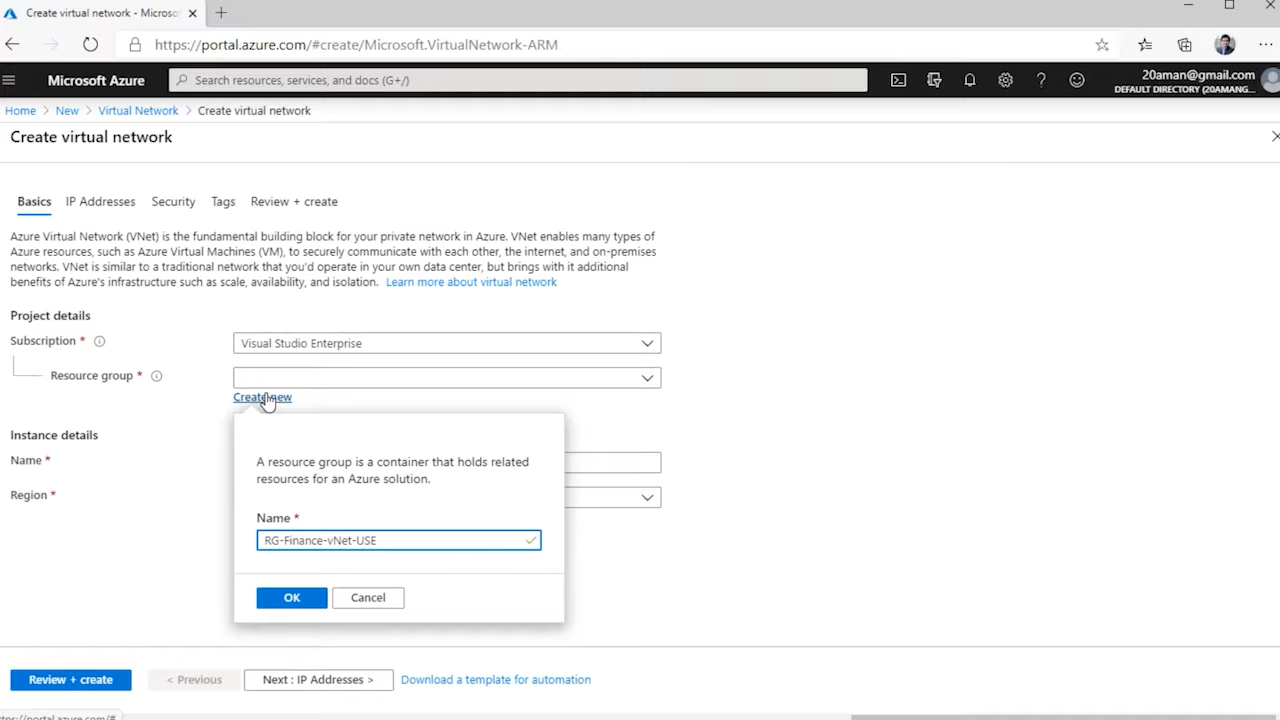 Create virtual network - Microso
https://portal.azure.com/#create/Microsoft.VirtualNetwork-ARM
Microsoft Azure
Search resources, services, and docs (G+/)
20aman@gmail.com
DEFAULT DIRECTORY (20AMANG...
Home > New > Virtual Network > Create virtual network
Create virtual network
Basics IP Addresses Security Tags Review + create
Azure Virtual Network (VNet) is the fundamental building block for your private network in Azure. VNet enables many types of
Azure resources, such as Azure Virtual Machines (VM), to securely communicate with each other, the internet, and on-premises
networks. VNet is similar to a traditional network that you'd operate in your own data center, but brings with it additional
benefits of Azure's infrastructure such as scale, availability, and isolation. Learn more about virtual network
Project details
Subscription *
Visual Studio Enterprise
Resource group *
Create new
Instance details
Name *
Region *
A resource group is a container that holds related
resources for an Azure solution.
Name *
RG-Finance-vNet-USE
OK
Cancel
Review + create
< Previous
Next : IP Addresses >
Download a template for automation